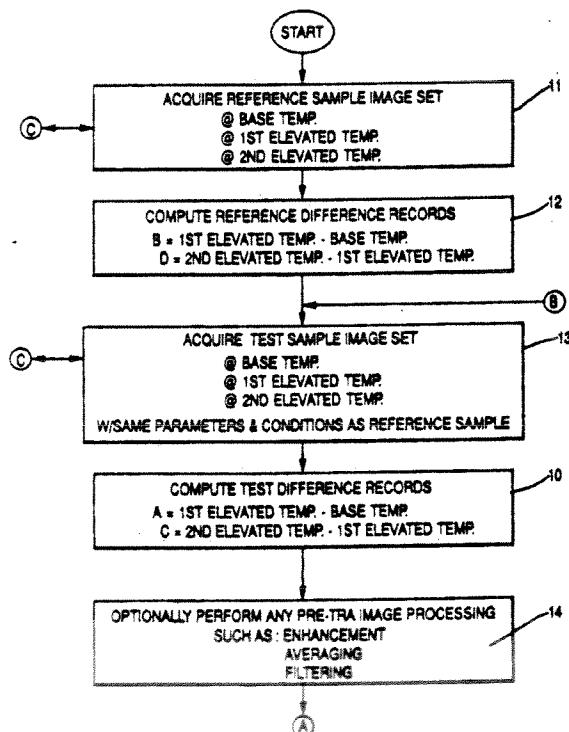 START
11
ACQUIRE REFERENCE SAMPLE IMAGE SET
@ BASE TEMP.
C
@ 1ST ELEVATED TEMP.
@ 2ND ELEVATED TEMP.
12
COMPUTE REFERENCE DIFFERENCE RECORDS
B = 1ST ELEVATED TEMP. - BASE TEMP.
D = 2ND ELEVATED TEMP. - 1ST ELEVATED TEMP.
B
13
ACQUIRE TEST SAMPLE IMAGE SET
C
@ BASE TEMP.
@ 1ST ELEVATED TEMP.
@ 2ND ELEVATED TEMP.
W/SAME PARAMETERS & CONDITIONS AS REFERENCE SAMPLE
10
COMPUTE TEST DIFFERENCE RECORDS
A = 1ST ELEVATED TEMP. - BASE TEMP.
C = 2ND ELEVATED TEMP. - 1ST ELEVATED TEMP.
14
OPTIONALLY PERFORM ANY PRE-TRA IMAGE PROCESSING
SUCH AS : ENHANCEMENT
AVERAGING
FILTERING
A